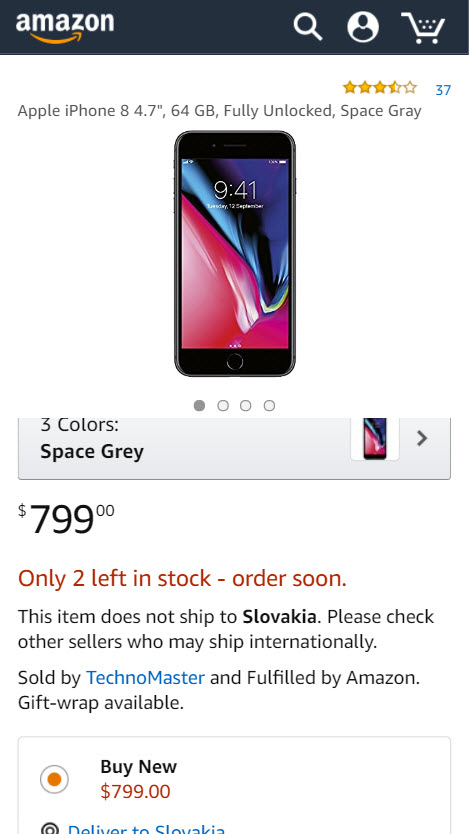 amazon
37
Apple iPhone 8 4.7", 64 GB, Fully Unlocked, Space Gray
9:41
Tuesday, 12 September
3 Colors:
Space Grey
$79900
Only 2 left in stock - order soon.
This item does not ship to Slovakia. Please check
other sellers who may ship internationally.
Sold by TechnoMaster and Fulfilled by Amazon.
Gift-wrap available.
Buy New
$799.00
Deliver to Slovakia